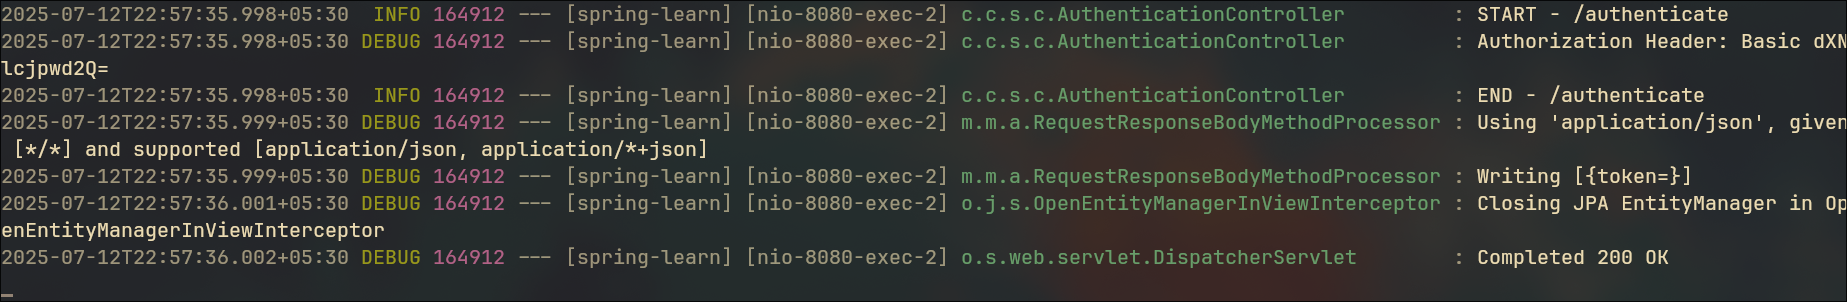 2025-07-12T22:57:35.998+05:30  INFO 164912 --- [spring-learn] [nio-8080-exec-2] c.c.s.c.AuthenticationController         : START - /authenticate
2025-07-12T22:57:35.998+05:30 DEBUG 164912 --- [spring-learn] [nio-8080-exec-2] c.c.s.c.AuthenticationController         : Authorization Header: Basic dXN
lcjpwd2Q=
2025-07-12T22:57:35.998+05:30  INFO 164912 --- [spring-learn] [nio-8080-exec-2] c.c.s.c.AuthenticationController         : END - /authenticate
2025-07-12T22:57:35.999+05:30 DEBUG 164912 --- [spring-learn] [nio-8080-exec-2] m.m.a.RequestResponseBodyMethodProcessor : Using 'application/json', given
 [*/*] and supported [application/json, application/*+json]
2025-07-12T22:57:35.999+05:30 DEBUG 164912 --- [spring-learn] [nio-8080-exec-2] m.m.a.RequestResponseBodyMethodProcessor : Writing [{token=}]
2025-07-12T22:57:36.001+05:30 DEBUG 164912 --- [spring-learn] [nio-8080-exec-2] o.j.s.OpenEntityManagerInViewInterceptor : Closing JPA EntityManager in Op
enEntityManagerInViewInterceptor
2025-07-12T22:57:36.002+05:30 DEBUG 164912 --- [spring-learn] [nio-8080-exec-2] o.s.web.servlet.DispatcherServlet        : Completed 200 OK